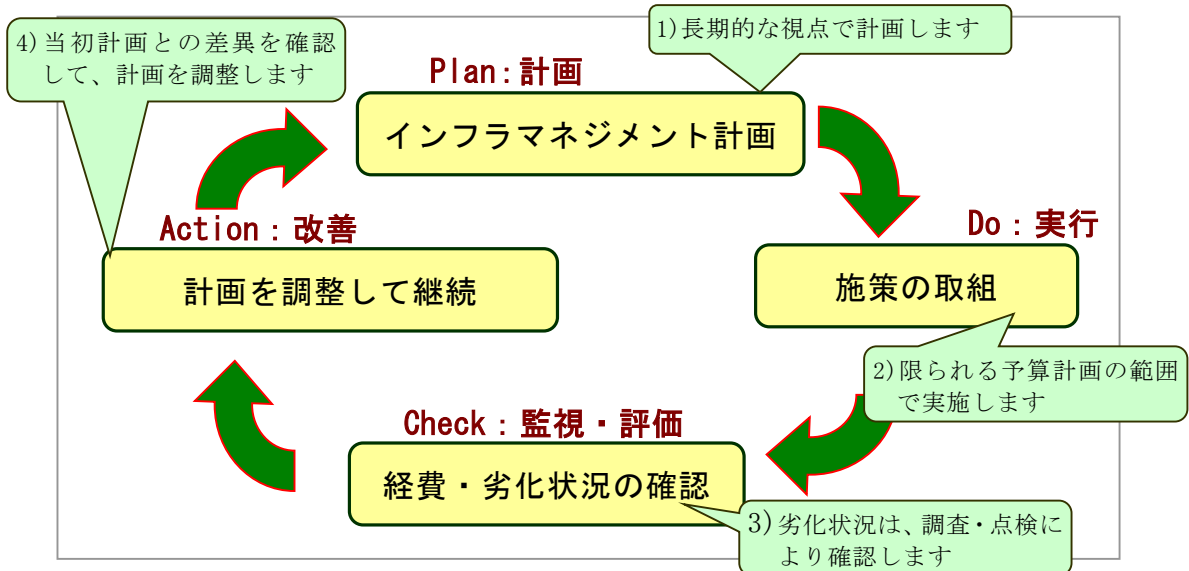 1)長期的な視点で計画します
Plan:計画
インフラマネジメント計画
Do：実行
施策の取組
2)限られる予算計画の範囲
で実施します
Check：監視・評価
経費・劣化状況の確認
3)劣化状況は、調査・点検に
より確認します
Action：改善
計画を調整して継続
4)当初計画との差異を確認
して、計画を調整します